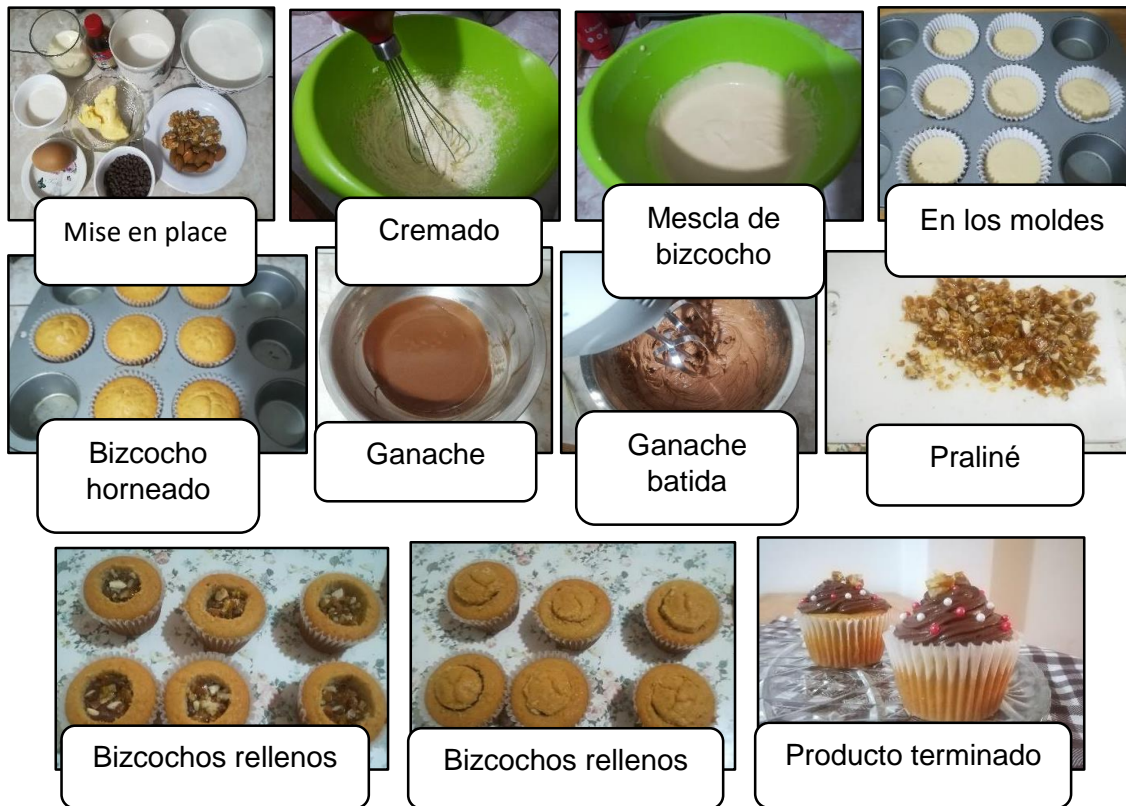 Mise en place
Cremado
Mescla de
bizcocho
En los moldes
Bizcocho
horneado
Ganache
Ganache
batida
Praliné
Bizcochos rellenos
Bizcochos rellenos
Producto terminado